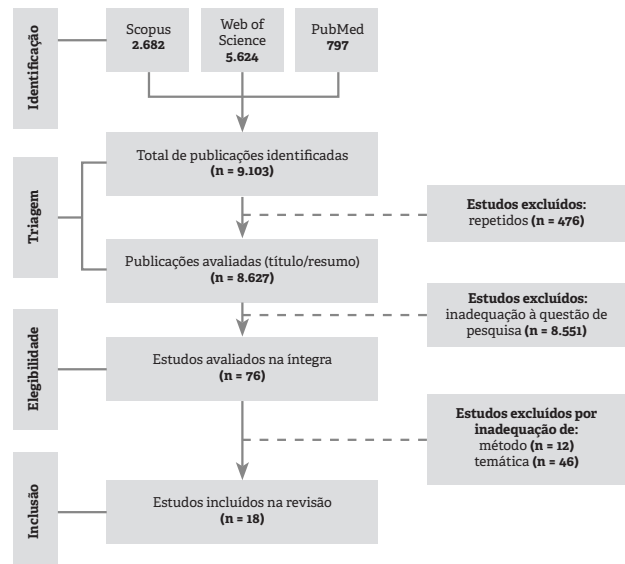 Identificação
Scopus
2.682
Web of
Science
5.624
PubMed
797
Triagem
Total de publicações identificadas
(n = 9.103)
Estudos excluídos:
repetidos (n = 476)
Publicações avaliadas (título/resumo)
(n = 8.627)
Estudos excluídos:
inadequação à questão de
pesquisa (n = 8.551)
Elegibilidade
Estudos avaliados na íntegra
(n = 76)
Estudos excluídos por
inadequação de:
método (n = 12)
temática (n = 46)
Inclusão
Estudos incluídos na revisão
(n = 18)